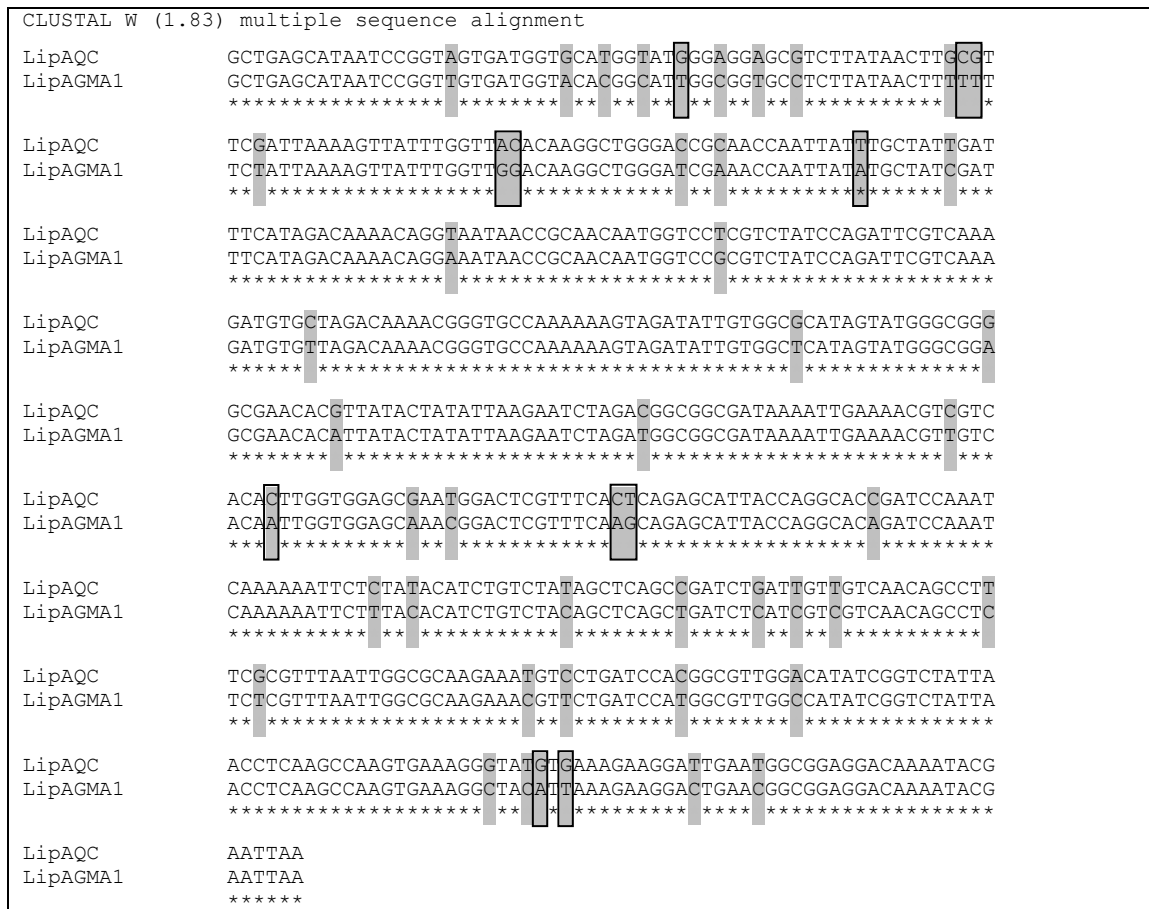 CLUSTAL W (1.83) multiple sequence alignment
LipAQC GCTGAGCATAATCCGGTAGTGATGGTGCATGGTATGGGAGGAGCGTCTTATAACTTGCGT
LipAGMA1 GCTGAGCATAATCCGGTTGTGATGGTACACGGCATTGGCGGTGCCTCTTATAACTTTTTT
***************** ******** ** ** ** ** ** ** ***********   *
LipAQC TCGATTAAAAGTTATTTGGTTACACAAGGCTGGGACCGCAACCAATTATTTGCTATTGAT
LipAGMA1 TCTATTAAAAGTTATTTGGTTGGACAAGGCTGGGATCGAAACCAATTATATGCTATCGAT
** ******************  ************ ** ***************** ***
LipAQC TTCATAGACAAAACAGGTAATAACCGCAACAATGGTCCTCGTCTATCCAGATTCGTCAAA
LipAGMA1 TTCATAGACAAAACAGGAAATAACCGCAACAATGGTCCGCGTCTATCCAGATTCGTCAAA
***************** ******************** *********************
LipAQC GATGTGCTAGACAAAACGGGTGCCAAAAAAGTAGATATTGTGGCGCATAGTATGGGCGGG
LipAGMA1 GATGTGTTAGACAAAACGGGTGCCAAAAAAGTAGATATTGTGGCTCATAGTATGGGCGGA
****** ************************************* **************
LipAQC GCGAACACGTTATACTATATTAAGAATCTAGACGGCGGCGATAAAATTGAAAACGTCGTC
LipAGMA1 GCGAACACATTATACTATATTAAGAATCTAGATGGCGGCGATAAAATTGAAAACGTTGTC
******** *********************** *********************** ***
LipAQC ACACTTGGTGGAGCGAATGGACTCGTTTCACTCAGAGCATTACCAGGCACCGATCCAAAT
LipAGMA1 ACAATTGGTGGAGCAAACGGACTCGTTTCAAGCAGAGCATTACCAGGCACAGATCCAAAT
*** ********** ** ************  ****************** *********
LipAQC CAAAAAATTCTCTATACATCTGTCTATAGCTCAGCCGATCTGATTGTTGTCAACAGCCTT
LipAGMA1 CAAAAAATTCTTTACACATCTGTCTACAGCTCAGCTGATCTCATCGTCGTCAACAGCCTC
*********** ** *********** ******** ***** ** ** ***********
LipAQC TCGCGTTTAATTGGCGCAAGAAATGTCCTGATCCACGGCGTTGGACATATCGGTCTATTA
LipAGMA1 TCTCGTTTAATTGGCGCAAGAAACGTTCTGATCCATGGCGTTGGCCATATCGGTCTATTA
** ******************** ** ******** ******** ***************
LipAQC ACCTCAAGCCAAGTGAAAGGGTATGTGAAAGAAGGATTGAATGGCGGAGGACAAAATACG
LipAGMA1 ACCTCAAGCCAAGTGAAAGGCTACATTAAAGAAGGACTGAACGGCGGAGGACAAAATACG
******************** **  * ********* **** ******************
LipAQC AATTAA
LipAGMA1 AATTAA
******